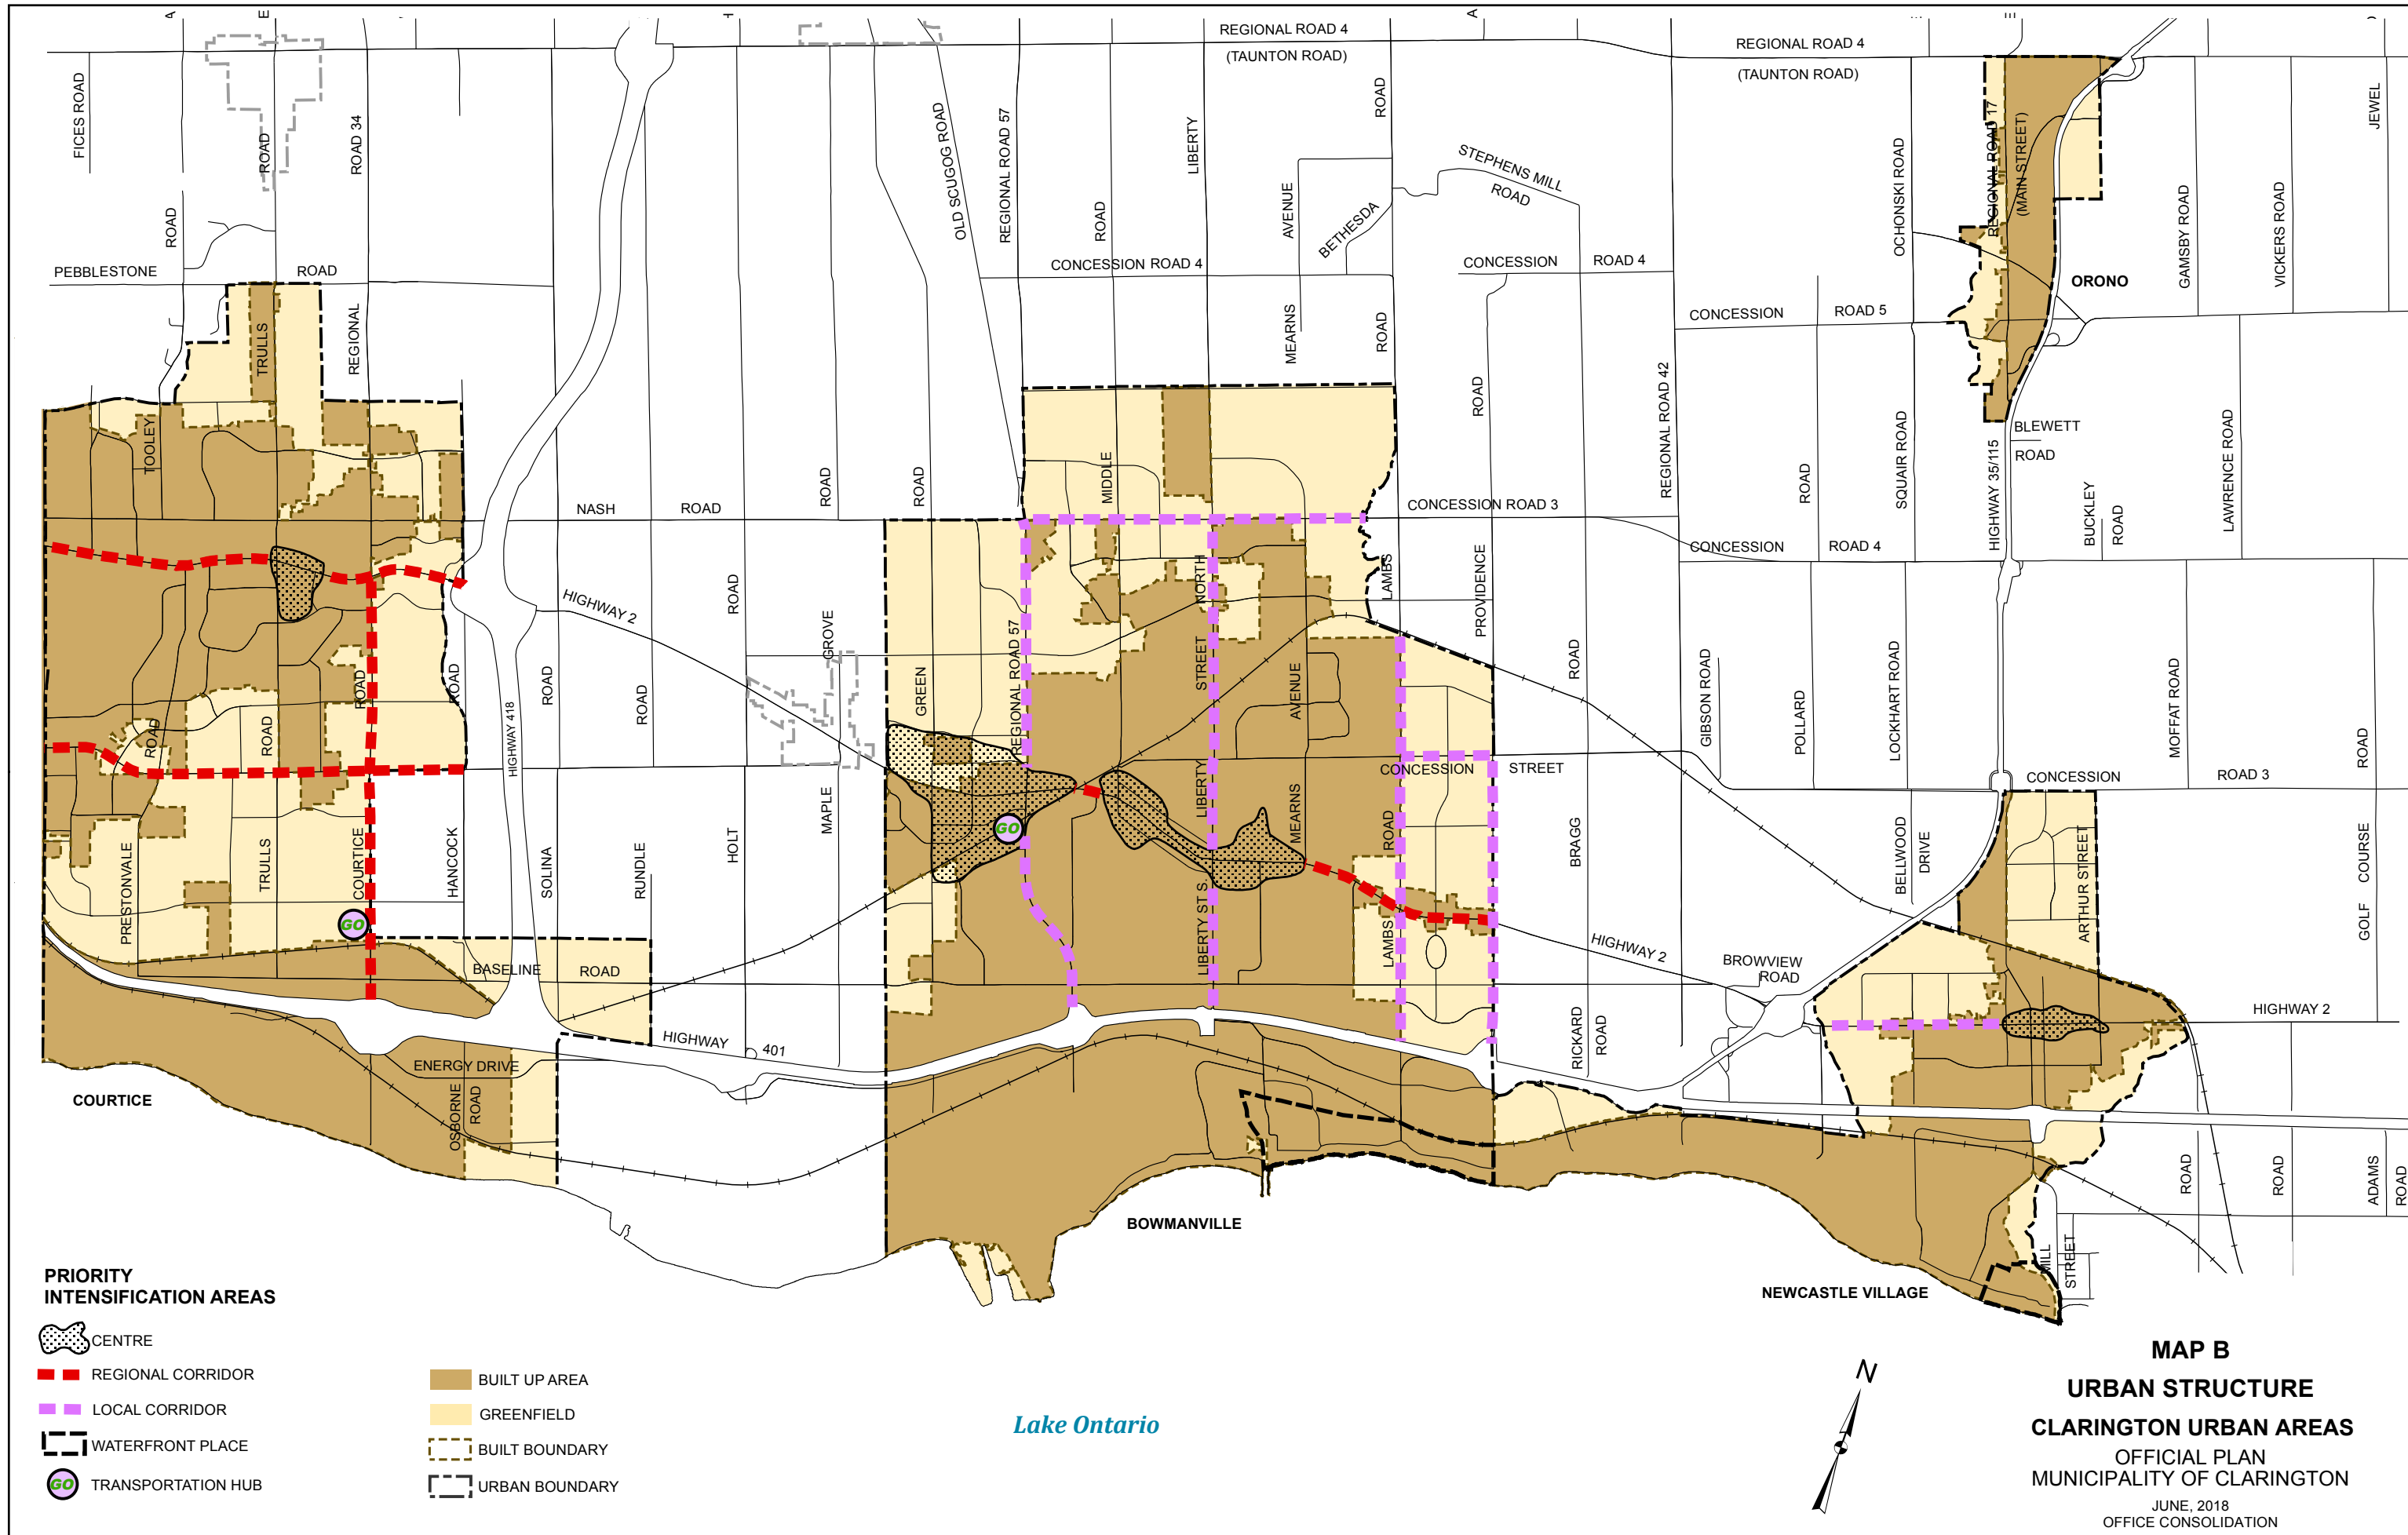 REGIONAL ROAD 4
(TAUNTON ROAD)
REGIONAL ROAD 4
(TAUNTON ROAD)
FICES ROAD
ROAD
ROAD
ROAD 34
OLD SCUGOG ROAD
REGIONAL ROAD 57
ROAD
LIBERTY
AVENUE
BETHESDA
ROAD
STEPHENS MILL
ROAD
OCHONSKI ROAD
REGIONAL ROAD 17
(MAIN STREET)
GAMSBY ROAD
VICKERS ROAD
JEWEL
PEBBLESTONE
ROAD
CONCESSION ROAD 4
CONCESSION
ROAD 4
ORONO
CONCESSION
ROAD 5
TRULLS
REGIONAL
MEARNS
ROAD
ROAD
REGIONAL ROAD 42
TOOLEY
MIDDLE
ROAD
ROAD
ROAD
SQUAIR ROAD
HIGHWAY 35/115
BLEWETT
ROAD
BUCKLEY
ROAD
LAWRENCE ROAD
NASH
ROAD
CONCESSION ROAD 3
CONCESSION
ROAD 4
HIGHWAY 2
ROAD
GROVE
GREEN
REGIONAL ROAD 57
NORTH
STREET
AVENUE
LAMBS
PROVIDENCE
ROAD
GIBSON ROAD
POLLARD
LOCKHART ROAD
MOFFAT ROAD
ROAD
ROAD
ROAD
ROAD
ROAD
HIGHWAY 418
ROAD
ROAD
CONCESSION
STREET
CONCESSION
ROAD 3
PRESTONVALE
TRULLS
COURTICE
HANCOCK
SOLINA
RUNDLE
HOLT
MAPLE
GO
LIBERTY
MEARNS
ROAD
BRAGG
BELLWOOD
DRIVE
ARTHUR STREET
GOLF COURSE
GO
LIBERTY ST S.
LAMBS
HIGHWAY 2
BROWVIEW
ROAD
BASELINE
ROAD
HIGHWAY 2
HIGHWAY
401
RICKARD
ROAD
ENERGY DRIVE
OSBORNE
ROAD
COURTICE
ROAD
ROAD
ADAMS
ROAD
BOWMANVILLE
MILL
STREET
NEWCASTLE VILLAGE
PRIORITY
INTENSIFICATION AREAS
CENTRE
REGIONAL CORRIDOR
LOCAL CORRIDOR
WATERFRONT PLACE
GO
TRANSPORTATION HUB
BUILT UP AREA
GREENFIELD
BUILT BOUNDARY
URBAN BOUNDARY
Lake Ontario
N
MAP B
URBAN STRUCTURE
CLARINGTON URBAN AREAS
OFFICIAL PLAN
MUNICIPALITY OF CLARINGTON
JUNE, 2018
OFFICE CONSOLIDATION